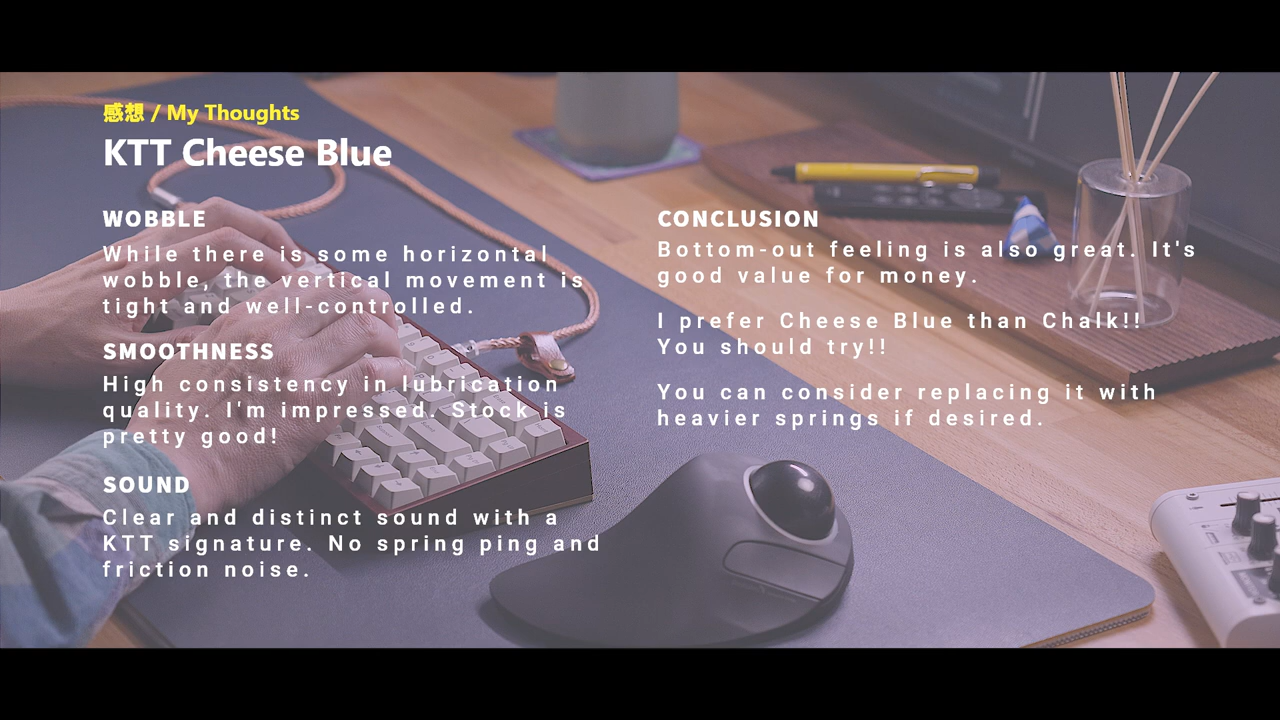 感想 / My Thoughts
KTT Cheese Blue
WOBBLE
While there is some horizontal
wobble, the vertical movement is
tight and well-controlled.
SMOOTHNESS
High consistency in lubrication
quality. I'm impressed. Stock is
pretty good!
SOUND
Clear and distinct sound with a
KTT signature. No spring ping and
friction noise.
CONCLUSION
Bottom-out feeling is also great. It's
good value for money.
I prefer Cheese Blue than Chalk!!
You should try!!
You can consider replacing it with
heavier springs if desired.